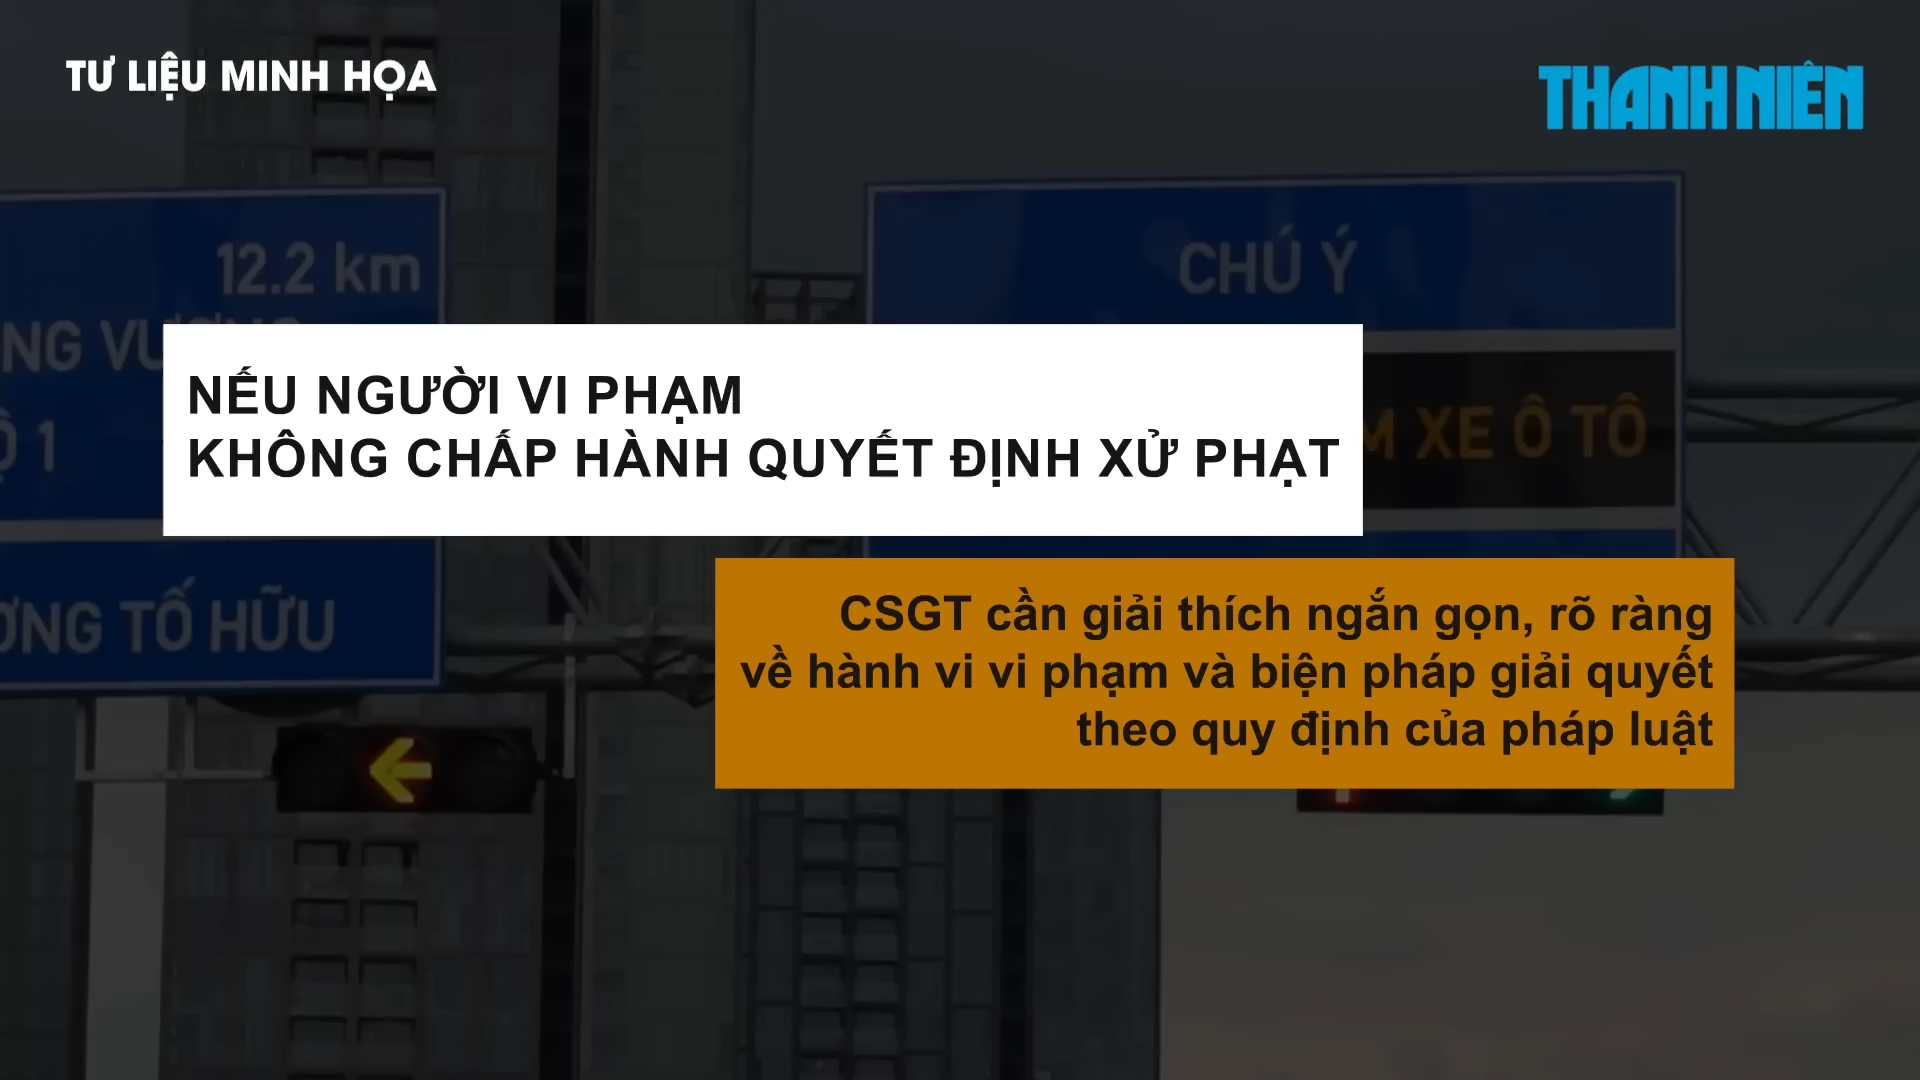 TƯ LIỆU MINH HỌA
THANH NIÊN
12.2 km
CHÚ Ý
NẾU NGƯỜI VI PHẠM
KHÔNG CHẤP HÀNH QUYẾT ĐỊNH XỬ PHẠT
XE Ô TÔ
1
CSGT cần giải thích ngắn gọn, rõ ràng
về hành vi vi phạm và biện pháp giải quyết
theo quy định của pháp luật
TỐ HỮU